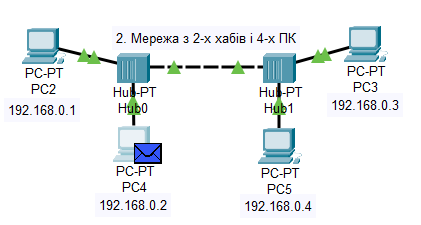 2. Мережа з 2-х хабів і 4-х ПК
PC-PT
PC2
192.168.0.1
Hub-PT
Hub0
Hub-PT
Hub1
PC-PT
PC3
192.168.0.3
PC-PT
PC4
192.168.0.2
PC-PT
PC5
192.168.0.4